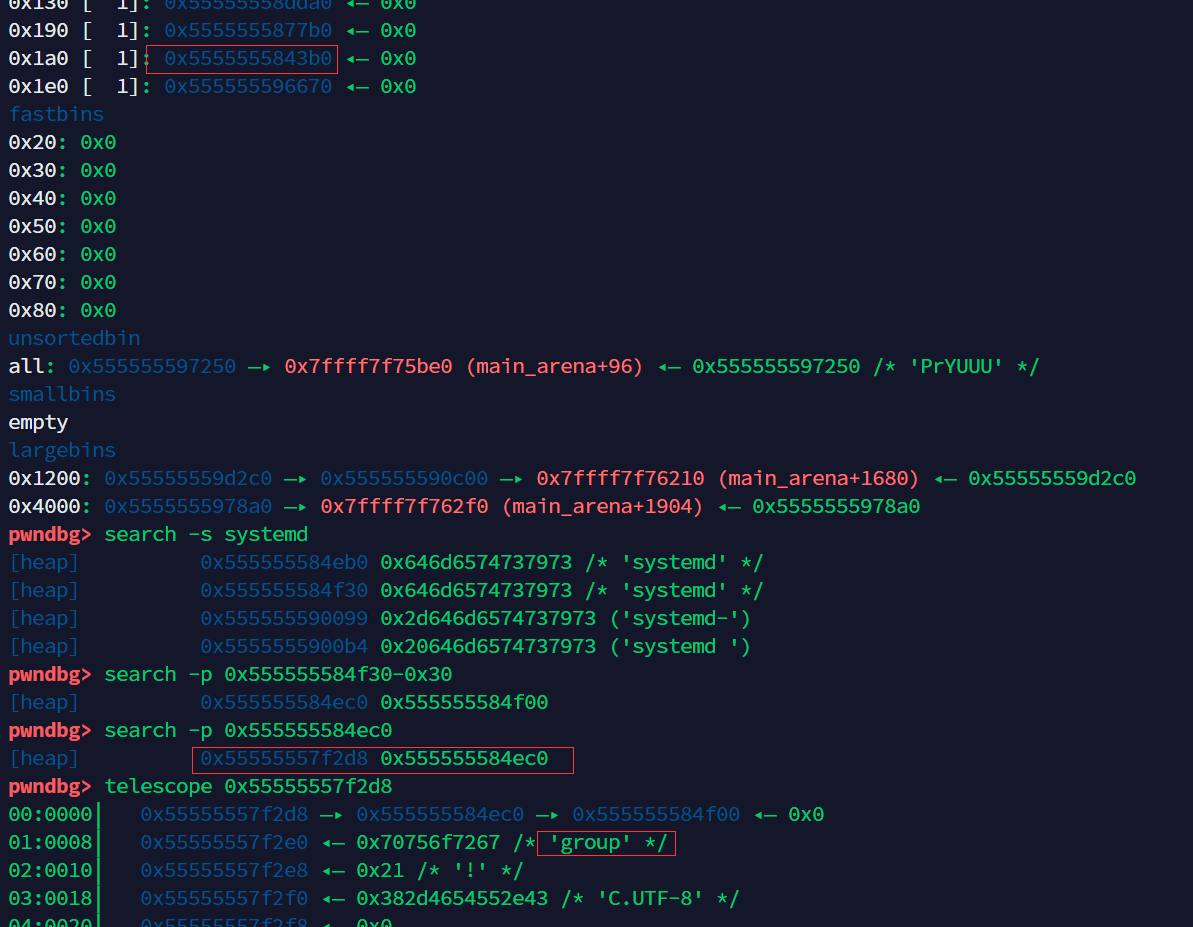 0x130 [  1]: 0x55555558dda0 ◂— 0x0
0x190 [  1]: 0x5555555877b0 ◂— 0x0
0x1a0 [  1]: 0x5555555843b0 ◂— 0x0
0x1e0 [  1]: 0x555555596670 ◂— 0x0
fastbins
0x20: 0x0
0x30: 0x0
0x40: 0x0
0x50: 0x0
0x60: 0x0
0x70: 0x0
0x80: 0x0
unsortedbin
all: 0x555555597250 —▸ 0x7ffff7f75be0 (main_arena+96) ◂— 0x555555597250 /* 'PrYUUU' */
smallbins
empty
largebins
0x1200: 0x55555559d2c0 —▸ 0x555555590c00 —▸ 0x7ffff7f76210 (main_arena+1680) ◂— 0x55555559d2c0
0x4000: 0x5555555978a0 —▸ 0x7ffff7f762f0 (main_arena+1904) ◂— 0x5555555978a0
pwndbg> search -s systemd
[heap]          0x555555584eb0 0x646d6574737973 /* 'systemd' */
[heap]          0x555555584f30 0x646d6574737973 /* 'systemd' */
[heap]          0x555555590099 0x2d646d6574737973 ('systemd-')
[heap]          0x5555555900b4 0x20646d6574737973 ('systemd ')
pwndbg> search -p 0x555555584f30-0x30
[heap]          0x555555584ec0 0x555555584f00
pwndbg> search -p 0x555555584ec0
[heap]          0x55555557f2d8 0x555555584ec0
pwndbg> telescope 0x55555557f2d8
00:0000│   0x55555557f2d8 —▸ 0x555555584ec0 —▸ 0x555555584f00 ◂— 0x0
01:0008│   0x55555557f2e0 ◂— 0x70756f7267 /* 'group' */
02:0010│   0x55555557f2e8 ◂— 0x21 /* '!' */
03:0018│   0x55555557f2f0 ◂— 0x382d4654552e43 /* 'C.UTF-8' */
04:0020│   0x55555557f2f8 ◂— 0x0